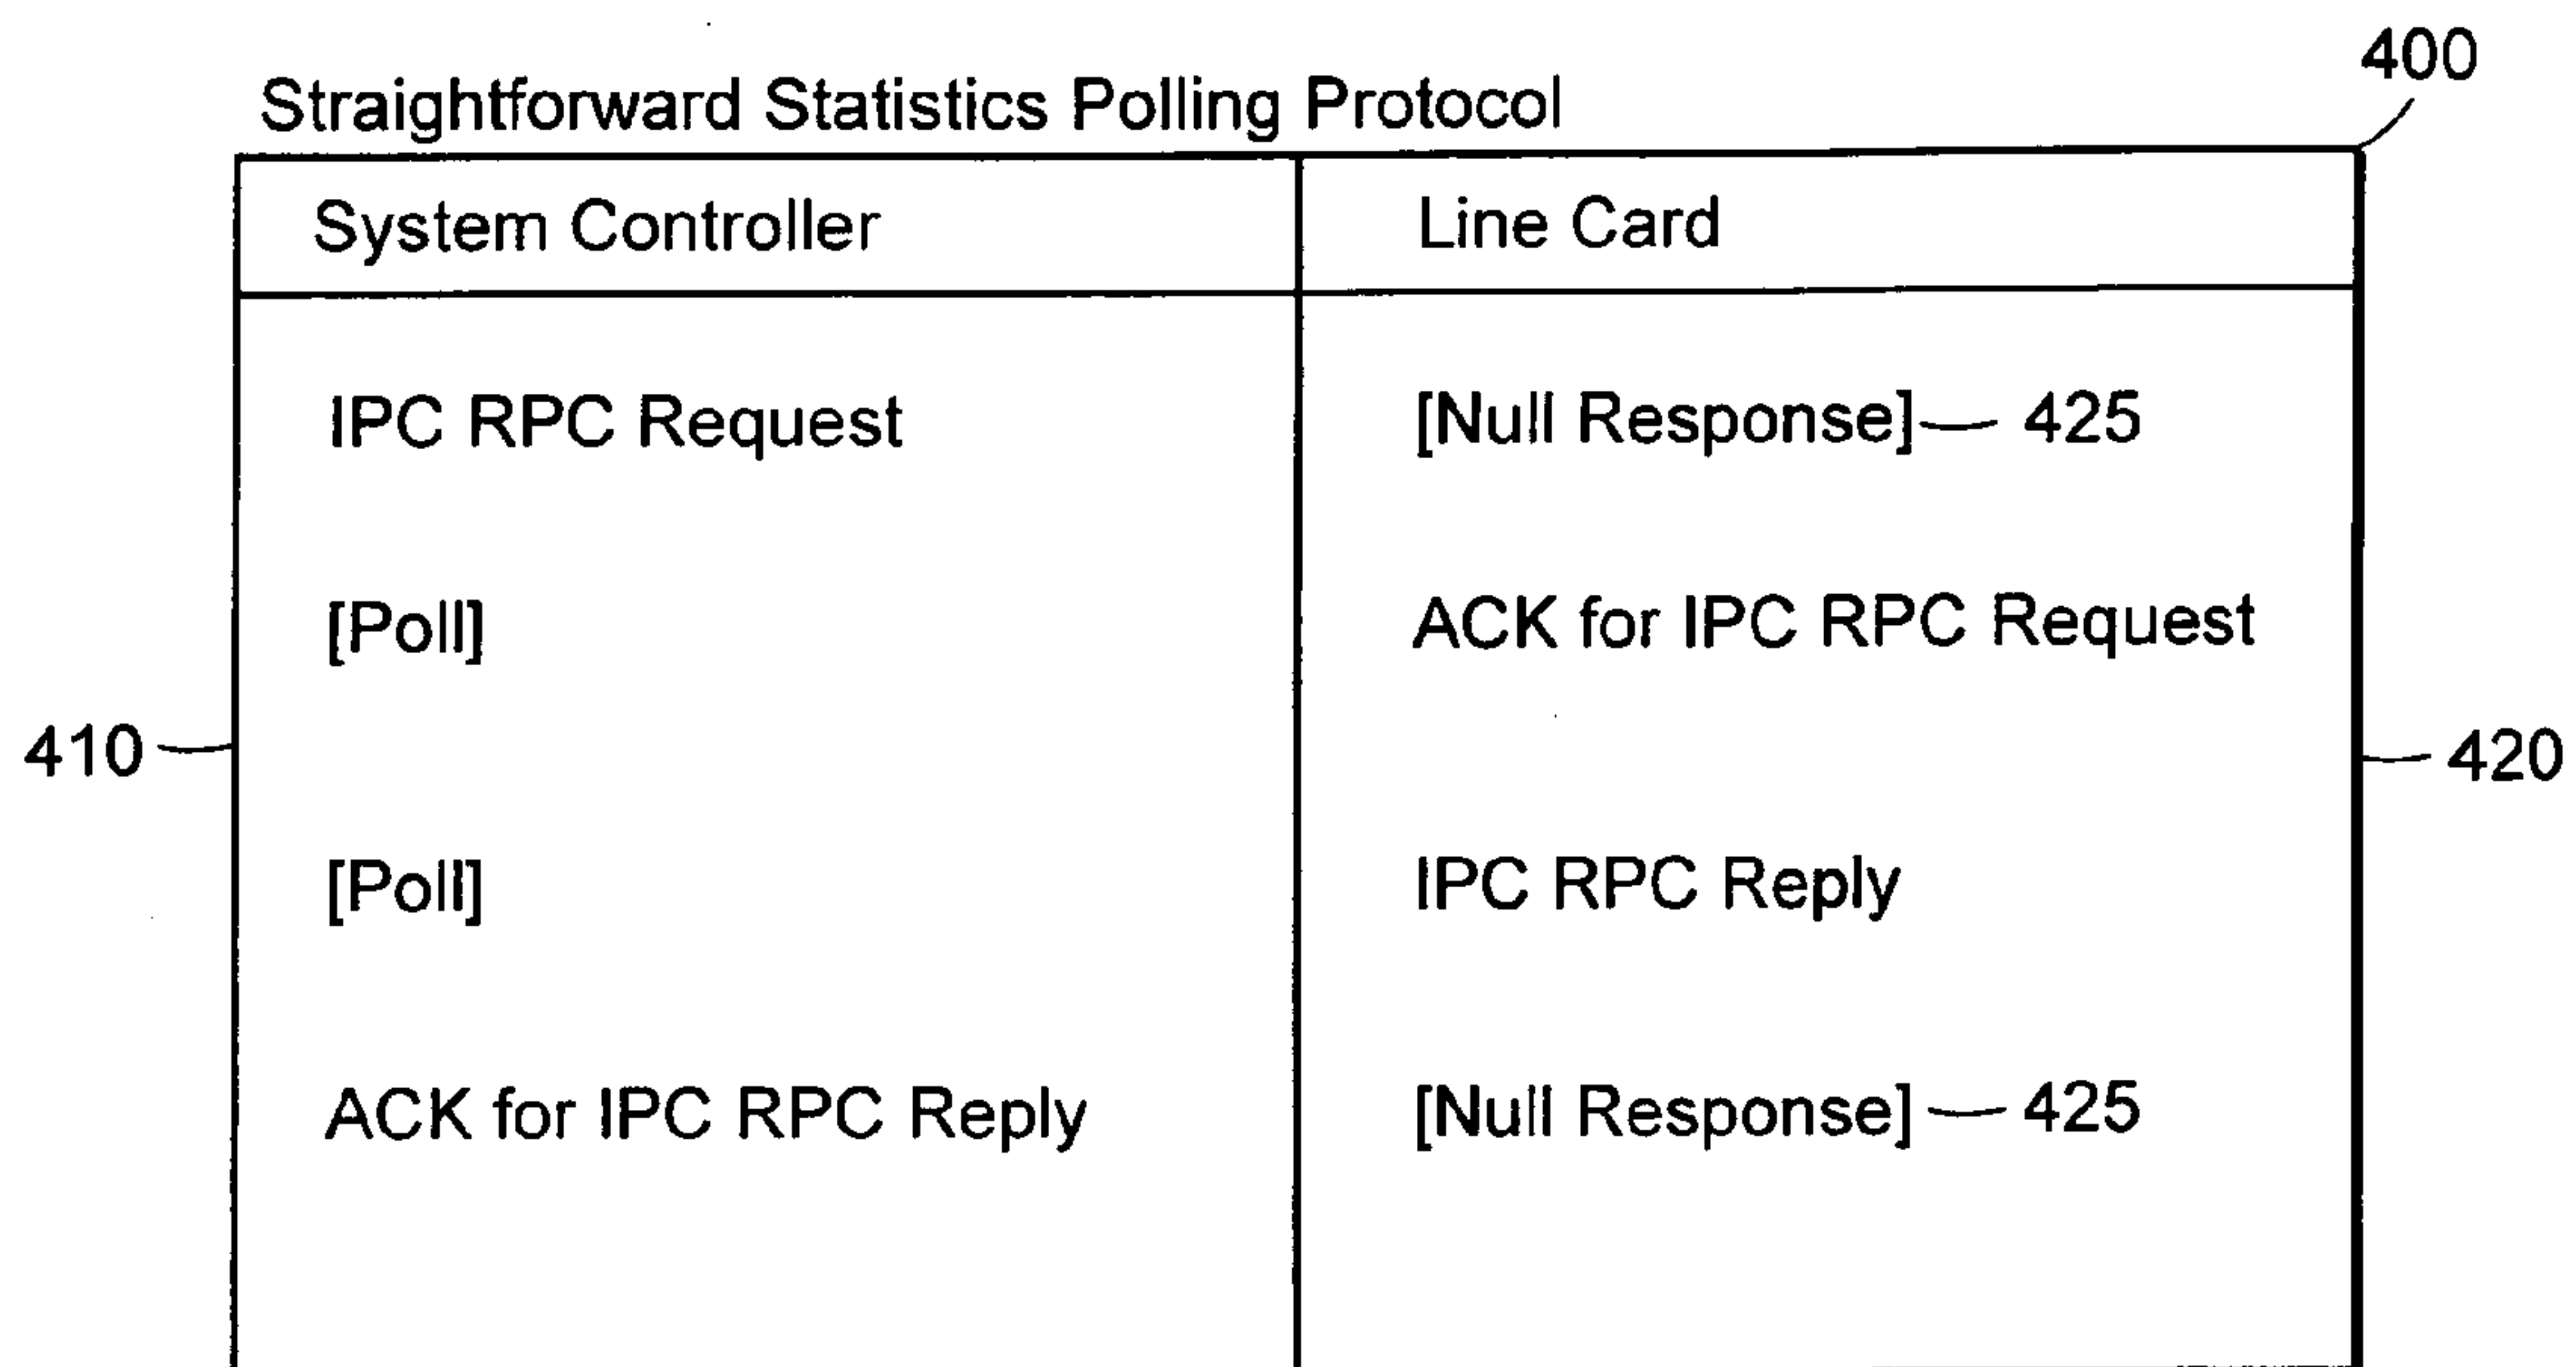 400
Straightforward Statistics Polling Protocol
System Controller Line Card
IPC RPC Request [Null Response] 425
[Poll] ACK for IPC RPC Request
410 420
[Poll] IPC RPC Reply
ACK for IPC RPC Reply [Null Response] 425